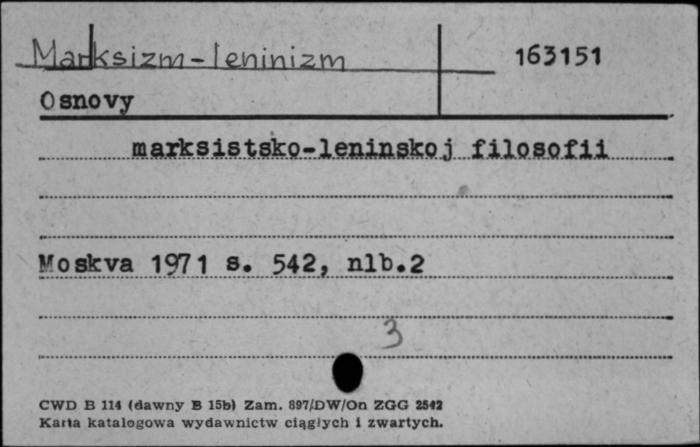 Marksizm-leninizm 163151
Osnovy
marksistsko-leninskoj filosofii
Moskva 1971 s. 542, nlb.2
3
CWD B 114 (dawny B 15b) Zam. 897/DW/On ZGG 2542
Karta katalogowa wydawnictw ciągłych i zwartych.